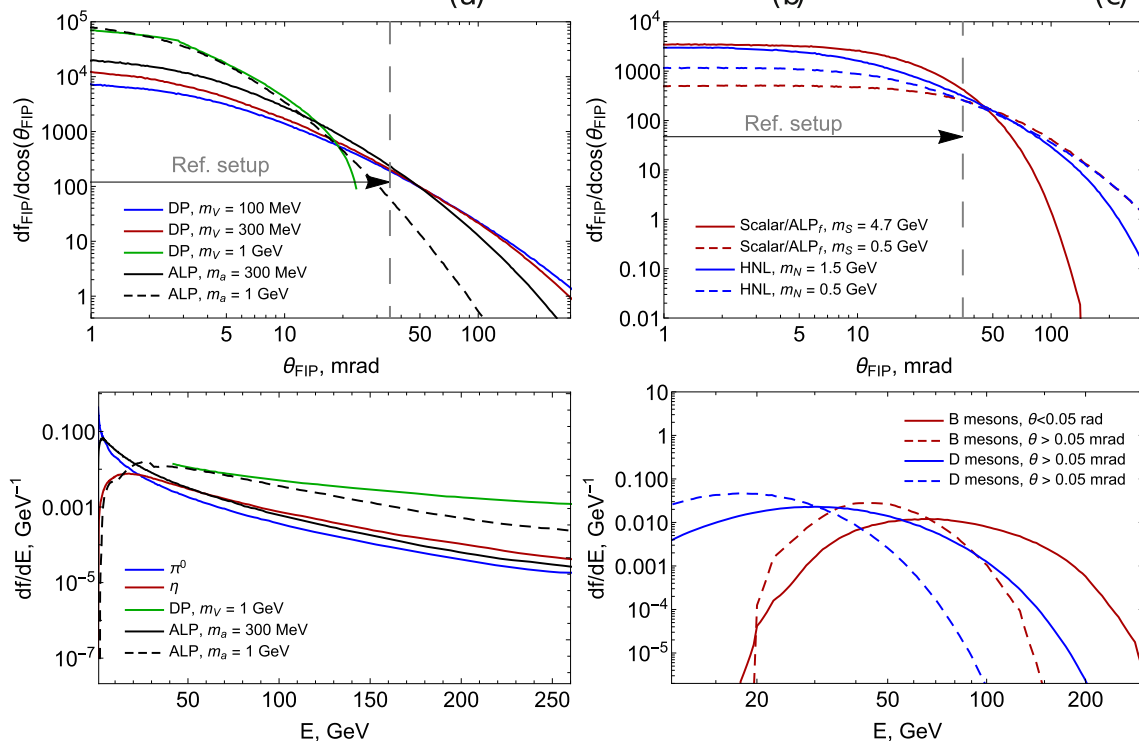 (a)
(b)
(c)
df_FIP/dcos(θ_FIP)
10^5
10^4
1000
100
10
1
Ref. setup
DP, m_V = 100 MeV
DP, m_V = 300 MeV
DP, m_V = 1 GeV
ALP, m_a = 300 MeV
ALP, m_a = 1 GeV
1
5
10
50
100
θ_FIP, mrad
df_FIP/dcos(θ_FIP)
10^4
1000
100
10
1
0.10
0.01
Ref. setup
Scalar/ALP_f, m_S = 4.7 GeV
Scalar/ALP_f, m_S = 0.5 GeV
HNL, m_N = 1.5 GeV
HNL, m_N = 0.5 GeV
1
5
10
50
100
θ_FIP, mrad
df/dE, GeV^-1
0.100
0.001
10^-5
10^-7
π^0
η
DP, m_V = 1 GeV
ALP, m_a = 300 MeV
ALP, m_a = 1 GeV
50
100
150
200
250
E, GeV
df/dE, GeV^-1
10
1
0.100
0.010
0.001
10^-4
10^-5
B mesons, θ<0.05 rad
B mesons, θ > 0.05 mrad
D mesons, θ > 0.05 mrad
D mesons, θ > 0.05 mrad
20
50
100
200
E, GeV